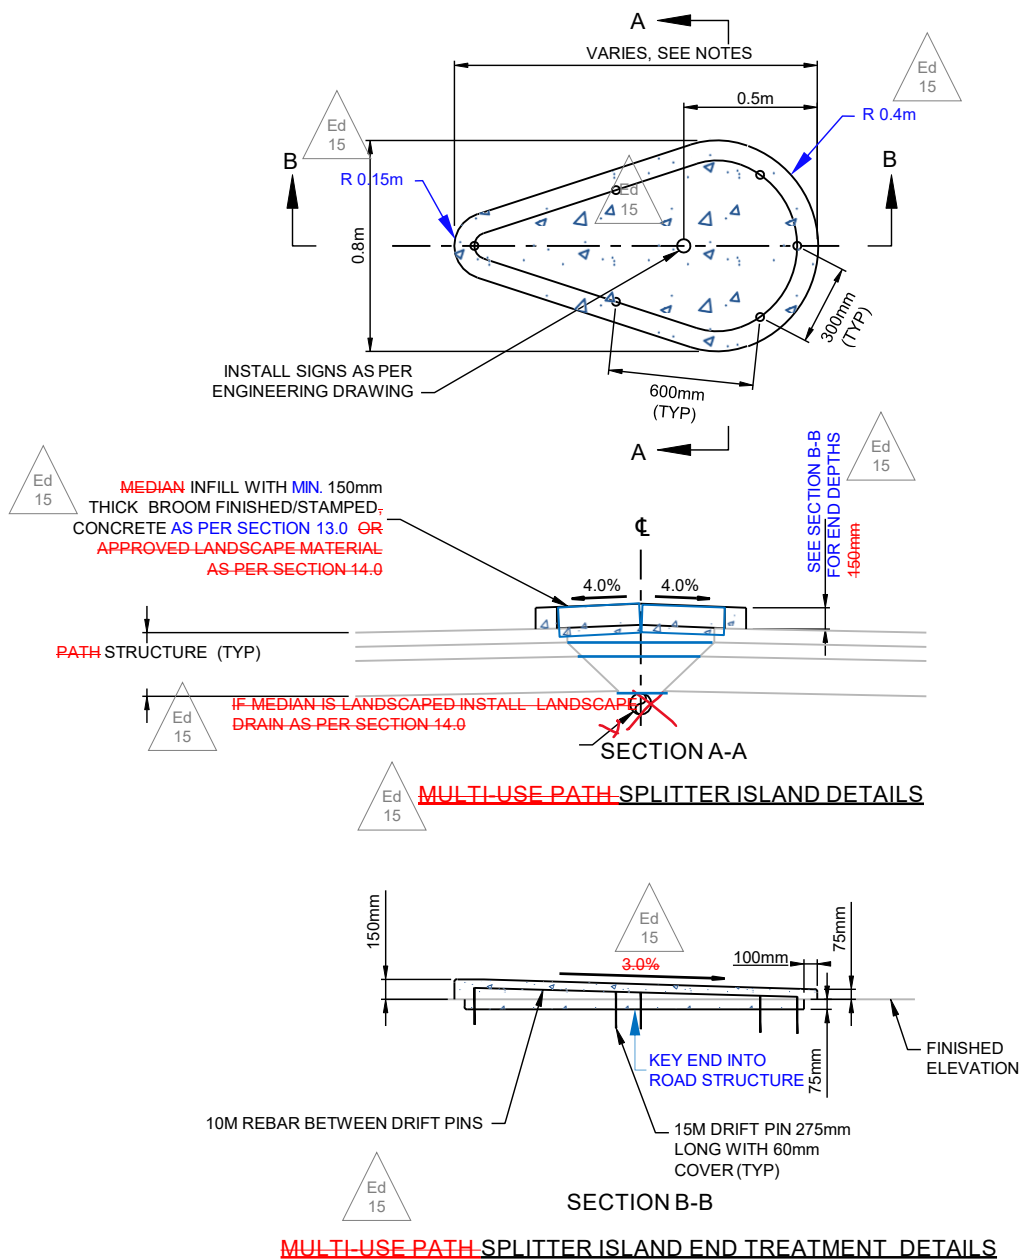 A
VARIES, SEE NOTES
Ed
15
0.5m
R 0.4m
Ed
15
B
B
R 0.15m
Ed
15
0.8m
300mm
(TYP)
INSTALL SIGNS AS PER
ENGINEERING DRAWING
600mm
(TYP)
A
Ed
15
SEE SECTION B-B
FOR END DEPTHS
150mm
Ed
15
MEDIAN INFILL WITH MIN. 150mm
THICK BROOM FINISHED/STAMPED,
CONCRETE AS PER SECTION 13.0 OR
APPROVED LANDSCAPE MATERIAL
AS PER SECTION 14.0
℄
4.0%
4.0%
PATH STRUCTURE (TYP)
Ed
15
IF MEDIAN IS LANDSCAPED INSTALL LANDSCAPE
DRAIN AS PER SECTION 14.0
SECTION A-A
Ed
15
MULTI-USE PATH SPLITTER ISLAND DETAILS
150mm
Ed
15
3.0%
100mm
75mm
75mm
KEY END INTO
ROAD STRUCTURE
FINISHED
ELEVATION
10M REBAR BETWEEN DRIFT PINS
15M DRIFT PIN 275mm
LONG WITH 60mm
COVER (TYP)
Ed
15
SECTION B-B
MULTI-USE PATH SPLITTER ISLAND END TREATMENT DETAILS